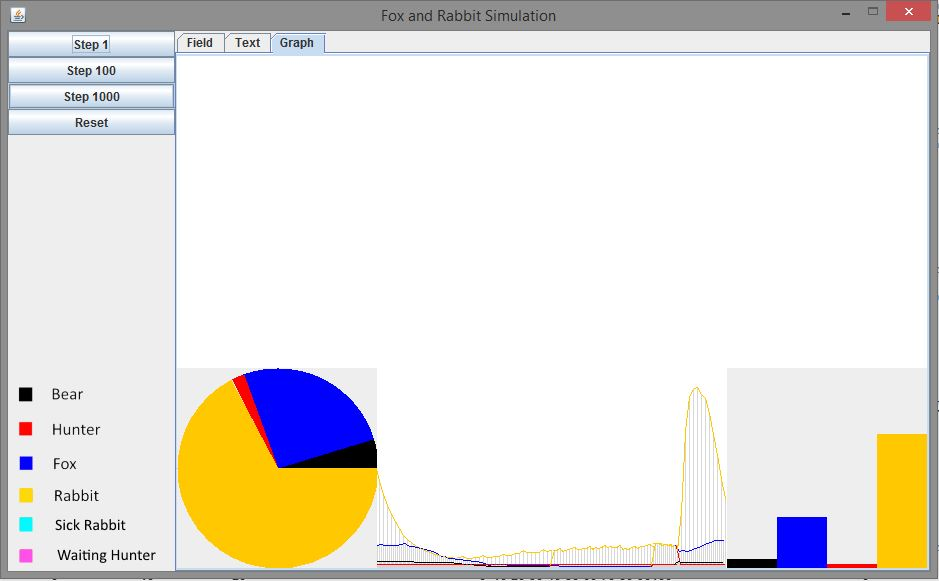 Fox and Rabbit Simulation
Step 1
Step 100
Step 1000
Reset
Field Text Graph
Bear
Hunter
Fox
Rabbit
Sick Rabbit
Waiting Hunter